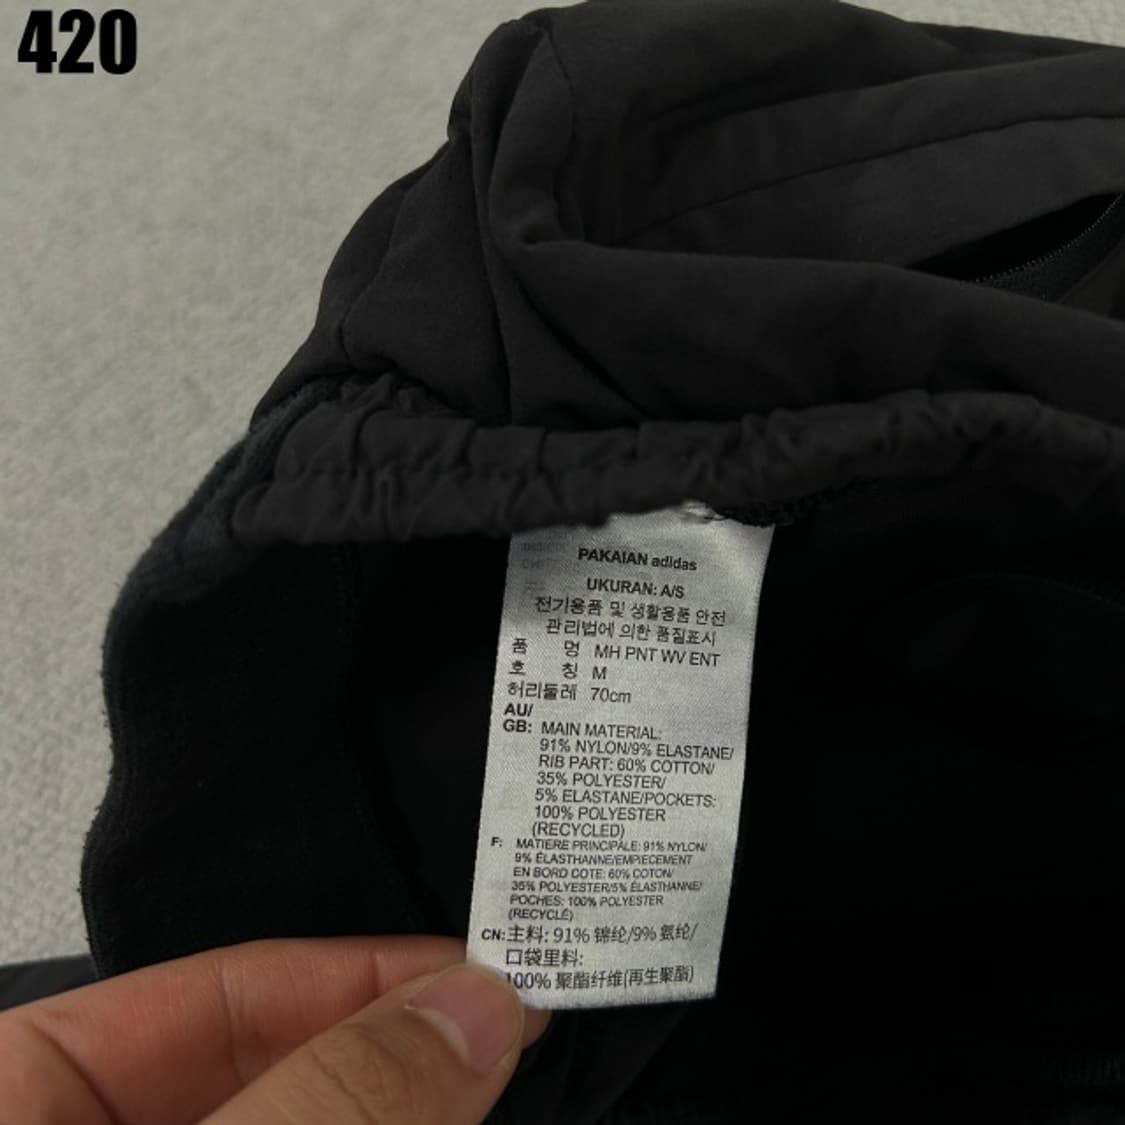 420
PAKAIAN adidas
UKURAN: A/S
전기용품 및 생활용품 안전
관리법에 의한 품질표시
품 명 MH PNT WV ENT
호 칭 M
허리둘레 70cm
AU/
GB: MAIN MATERIAL:
91% NYLON/9% ELASTANE/
RIB PART: 60% COTTON/
35% POLYESTER/
5% ELASTANE/POCKETS:
100% POLYESTER
(RECYCLED)
F: MATIERE PRINCIPALE: 91% NYLON/
9% ÉLASTHANNE/EMPIECEMENT
EN BORD COTE: 60% COTON/
35% POLYESTER/5% ÉLASTHANNE/
POCHES: 100% POLYESTER
(RECYCLÉ)
CN: 主料: 91% 锦纶/9% 氨纶/
口袋里料:
100% 聚酯纤维(再生聚酯)